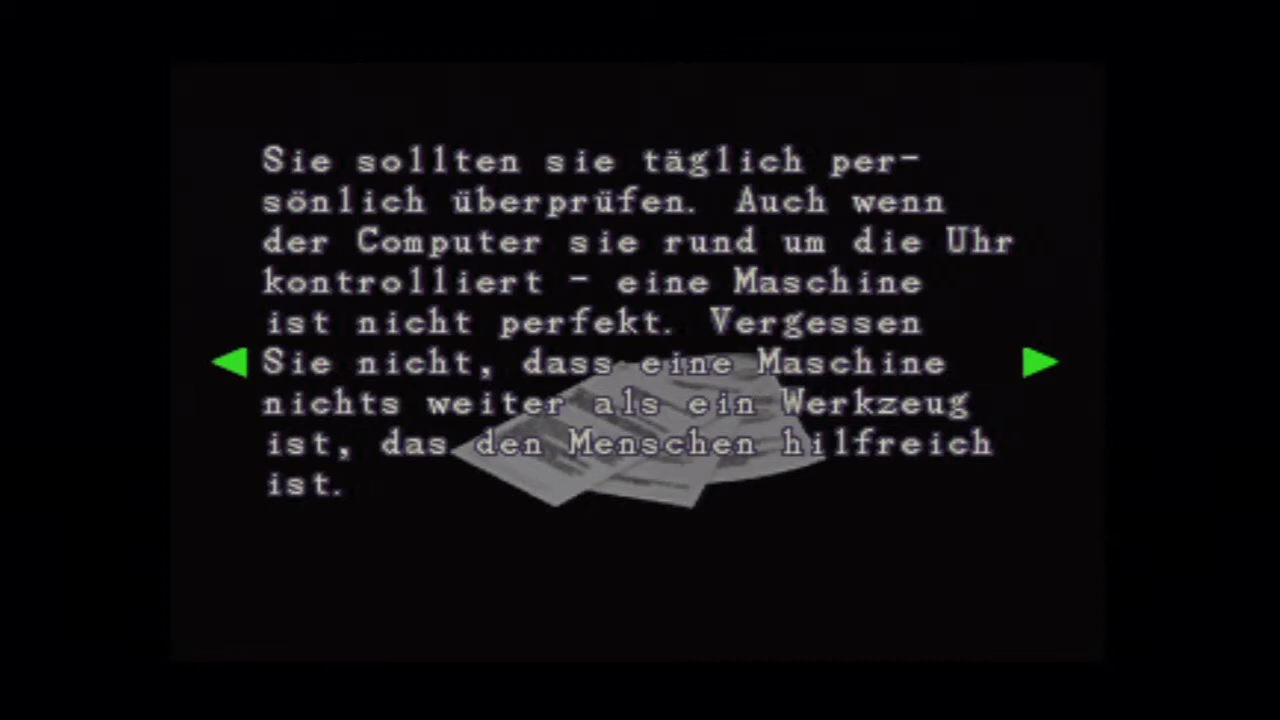 Sie sollten sie täglich per-
sönlich überprüfen. Auch wenn
der Computer sie rund um die Uhr
kontrolliert - eine Maschine
ist nicht perfekt. Vergessen
Sie nicht, dass eine Maschine
nichts weiter als ein Werkzeug
ist, das den Menschen hilfreich
ist.